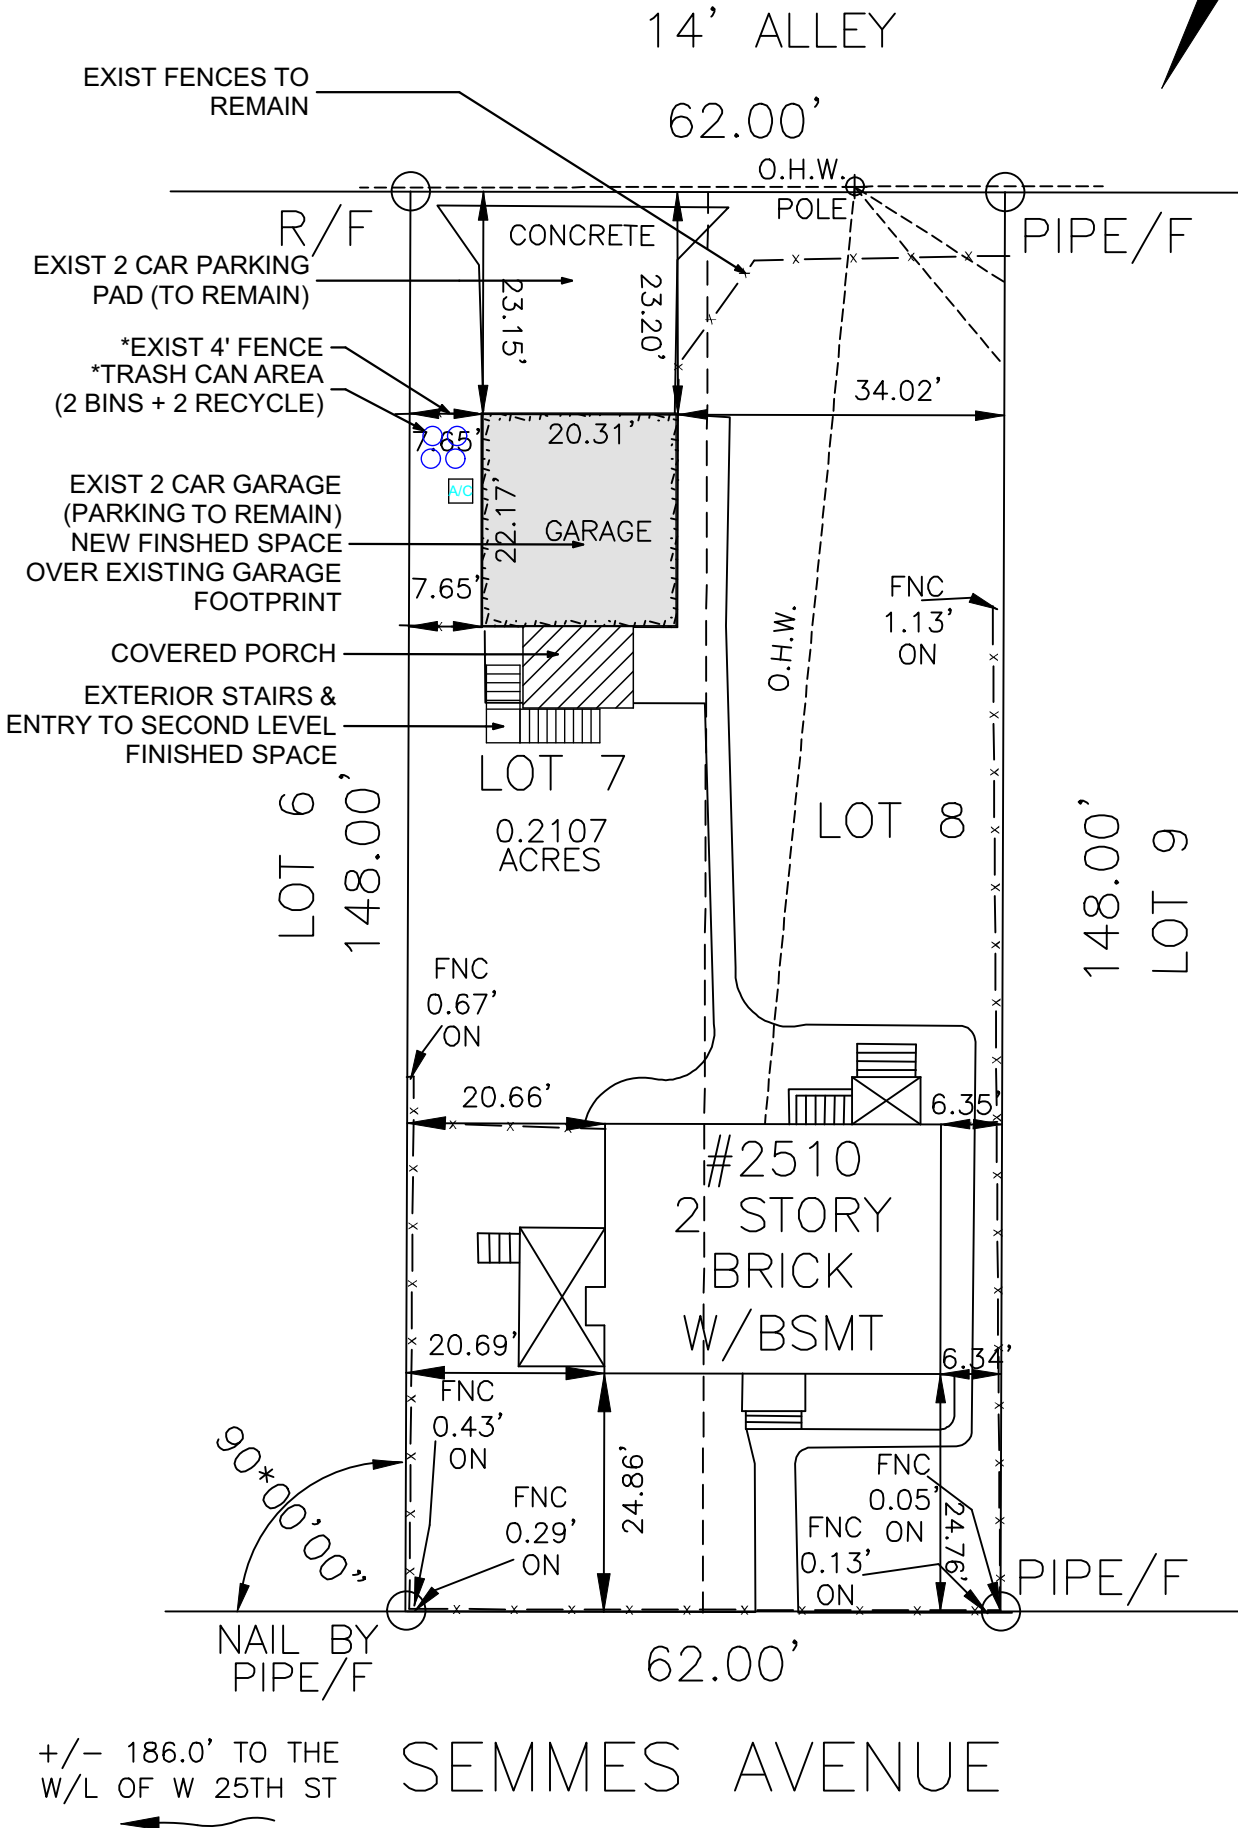 14' ALLEY
EXIST FENCES TO
REMAIN
62.00'
O.H.W.
POLE
R/F
CONCRETE
PIPE/F
EXIST 2 CAR PARKING
PAD (TO REMAIN)
23.15'
23.20'
*EXIST 4' FENCE
*TRASH CAN AREA
(2 BINS + 2 RECYCLE)
34.02'
7.65'
20.31'
A/C
EXIST 2 CAR GARAGE
(PARKING TO REMAIN)
NEW FINSHED SPACE
OVER EXISTING GARAGE
FOOTPRINT
22.17'
GARAGE
7.65'
FNC
1.13'
ON
O.H.W.
COVERED PORCH
EXTERIOR STAIRS &
ENTRY TO SECOND LEVEL
FINISHED SPACE
LOT 7
0.2107
ACRES
LOT 8
LOT 6
148.00'
148.00'
LOT 9
FNC
0.67'
ON
20.66'
6.35'
#2510
2 STORY
BRICK
W/BSMT
20.69'
6.34'
FNC
0.43'
ON
90*00'00"
FNC
0.29'
ON
24.86'
FNC
0.05'
ON
FNC
0.13'
ON
24.76'
PIPE/F
NAIL BY
PIPE/F
62.00'
+/- 186.0' TO THE
W/L OF W 25TH ST
SEMMES AVENUE